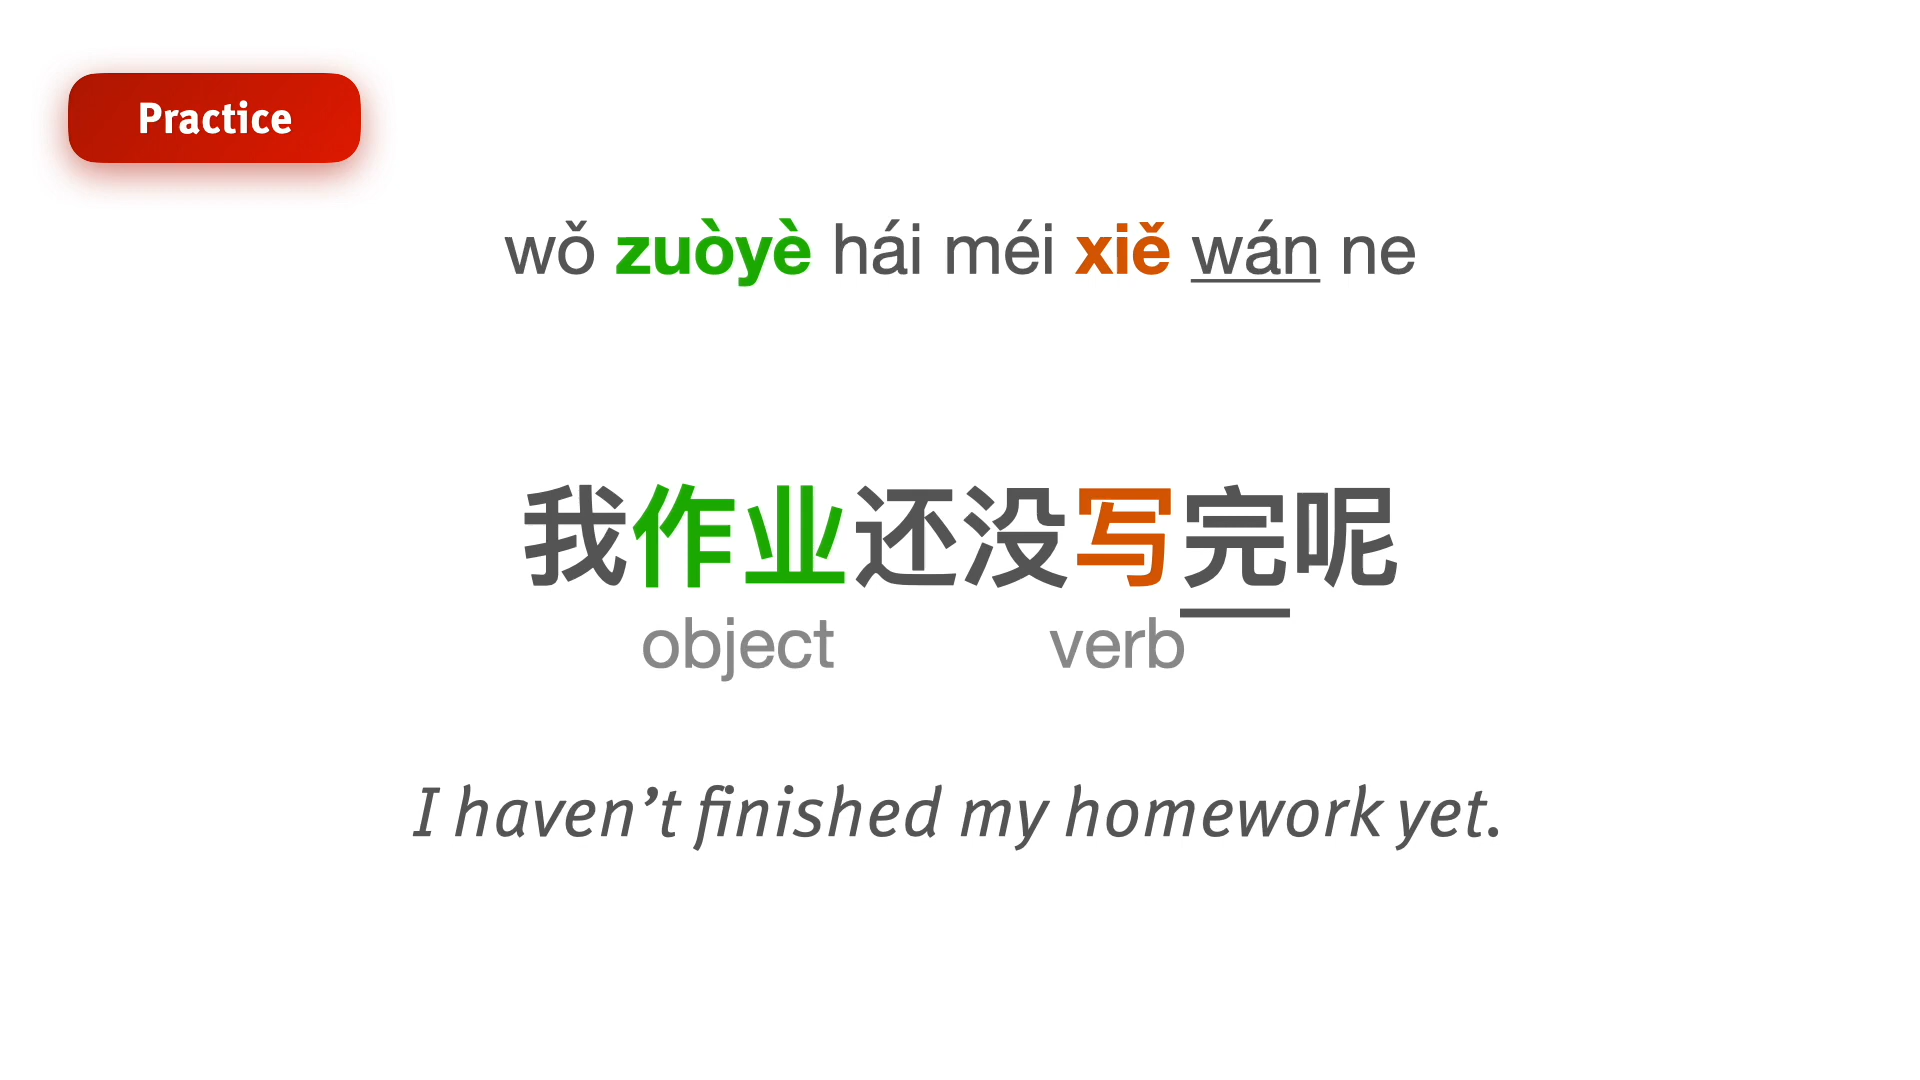 Practice
wǒ zuòyè hái méi xiě wán ne
我作业还没写完呢
object verb
I haven’t finished my homework yet.